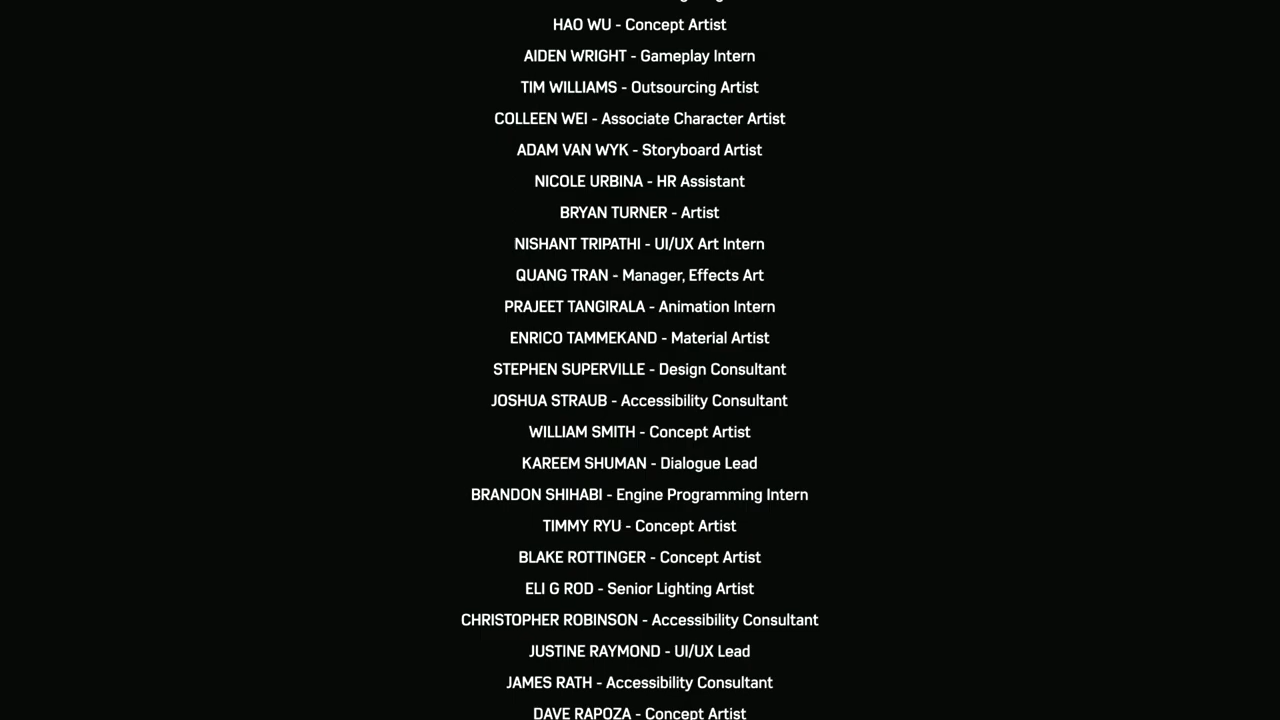 HAO WU - Concept Artist
AIDEN WRIGHT - Gameplay Intern
TIM WILLIAMS - Outsourcing Artist
COLLEEN WEI - Associate Character Artist
ADAM VAN WYK - Storyboard Artist
NICOLE URBINA - HR Assistant
BRYAN TURNER - Artist
NISHANT TRIPATHI - UI/UX Art Intern
QUANG TRAN - Manager, Effects Art
PRAJEET TANGIRALA - Animation Intern
ENRICO TAMMEKAND - Material Artist
STEPHEN SUPERVILLE - Design Consultant
JOSHUA STRAUB - Accessibility Consultant
WILLIAM SMITH - Concept Artist
KAREEM SHUMAN - Dialogue Lead
BRANDON SHIHABI - Engine Programming Intern
TIMMY RYU - Concept Artist
BLAKE ROTTINGER - Concept Artist
ELI G ROD - Senior Lighting Artist
CHRISTOPHER ROBINSON - Accessibility Consultant
JUSTINE RAYMOND - UI/UX Lead
JAMES RATH - Accessibility Consultant
DAVE RAPOZA - Concept Artist